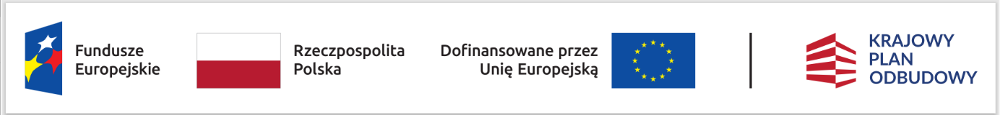 Fundusze
Europejskie
Rzeczpospolita
Polska
Dofinansowane przez
Unię Europejską
KRAJOWY
PLAN
ODBUDOWY